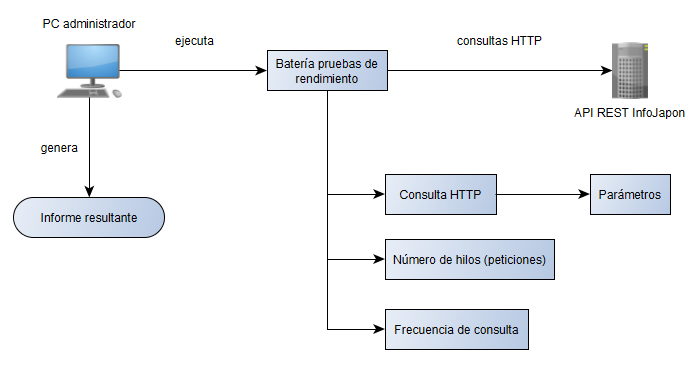 PC administrador
ejecuta
Batería pruebas de
rendimiento
consultas HTTP
API REST InfoJapon
genera
Informe resultante
Consulta HTTP
Parámetros
Número de hilos (peticiones)
Frecuencia de consulta